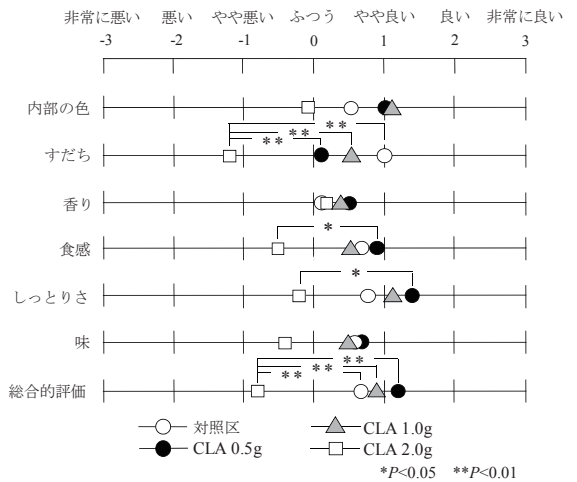 非常に悪い 悪い やや悪い ふつう やや良い 良い 非常に良い
-3 -2 -1 0 1 2 3
内部の色
**
**
**
すだち
香り
*
食感
*
しっとりさ
味
**
**
**
総合的評価
対照区 CLA 1.0g
CLA 0.5g CLA 2.0g
*P<0.05 **P<0.01